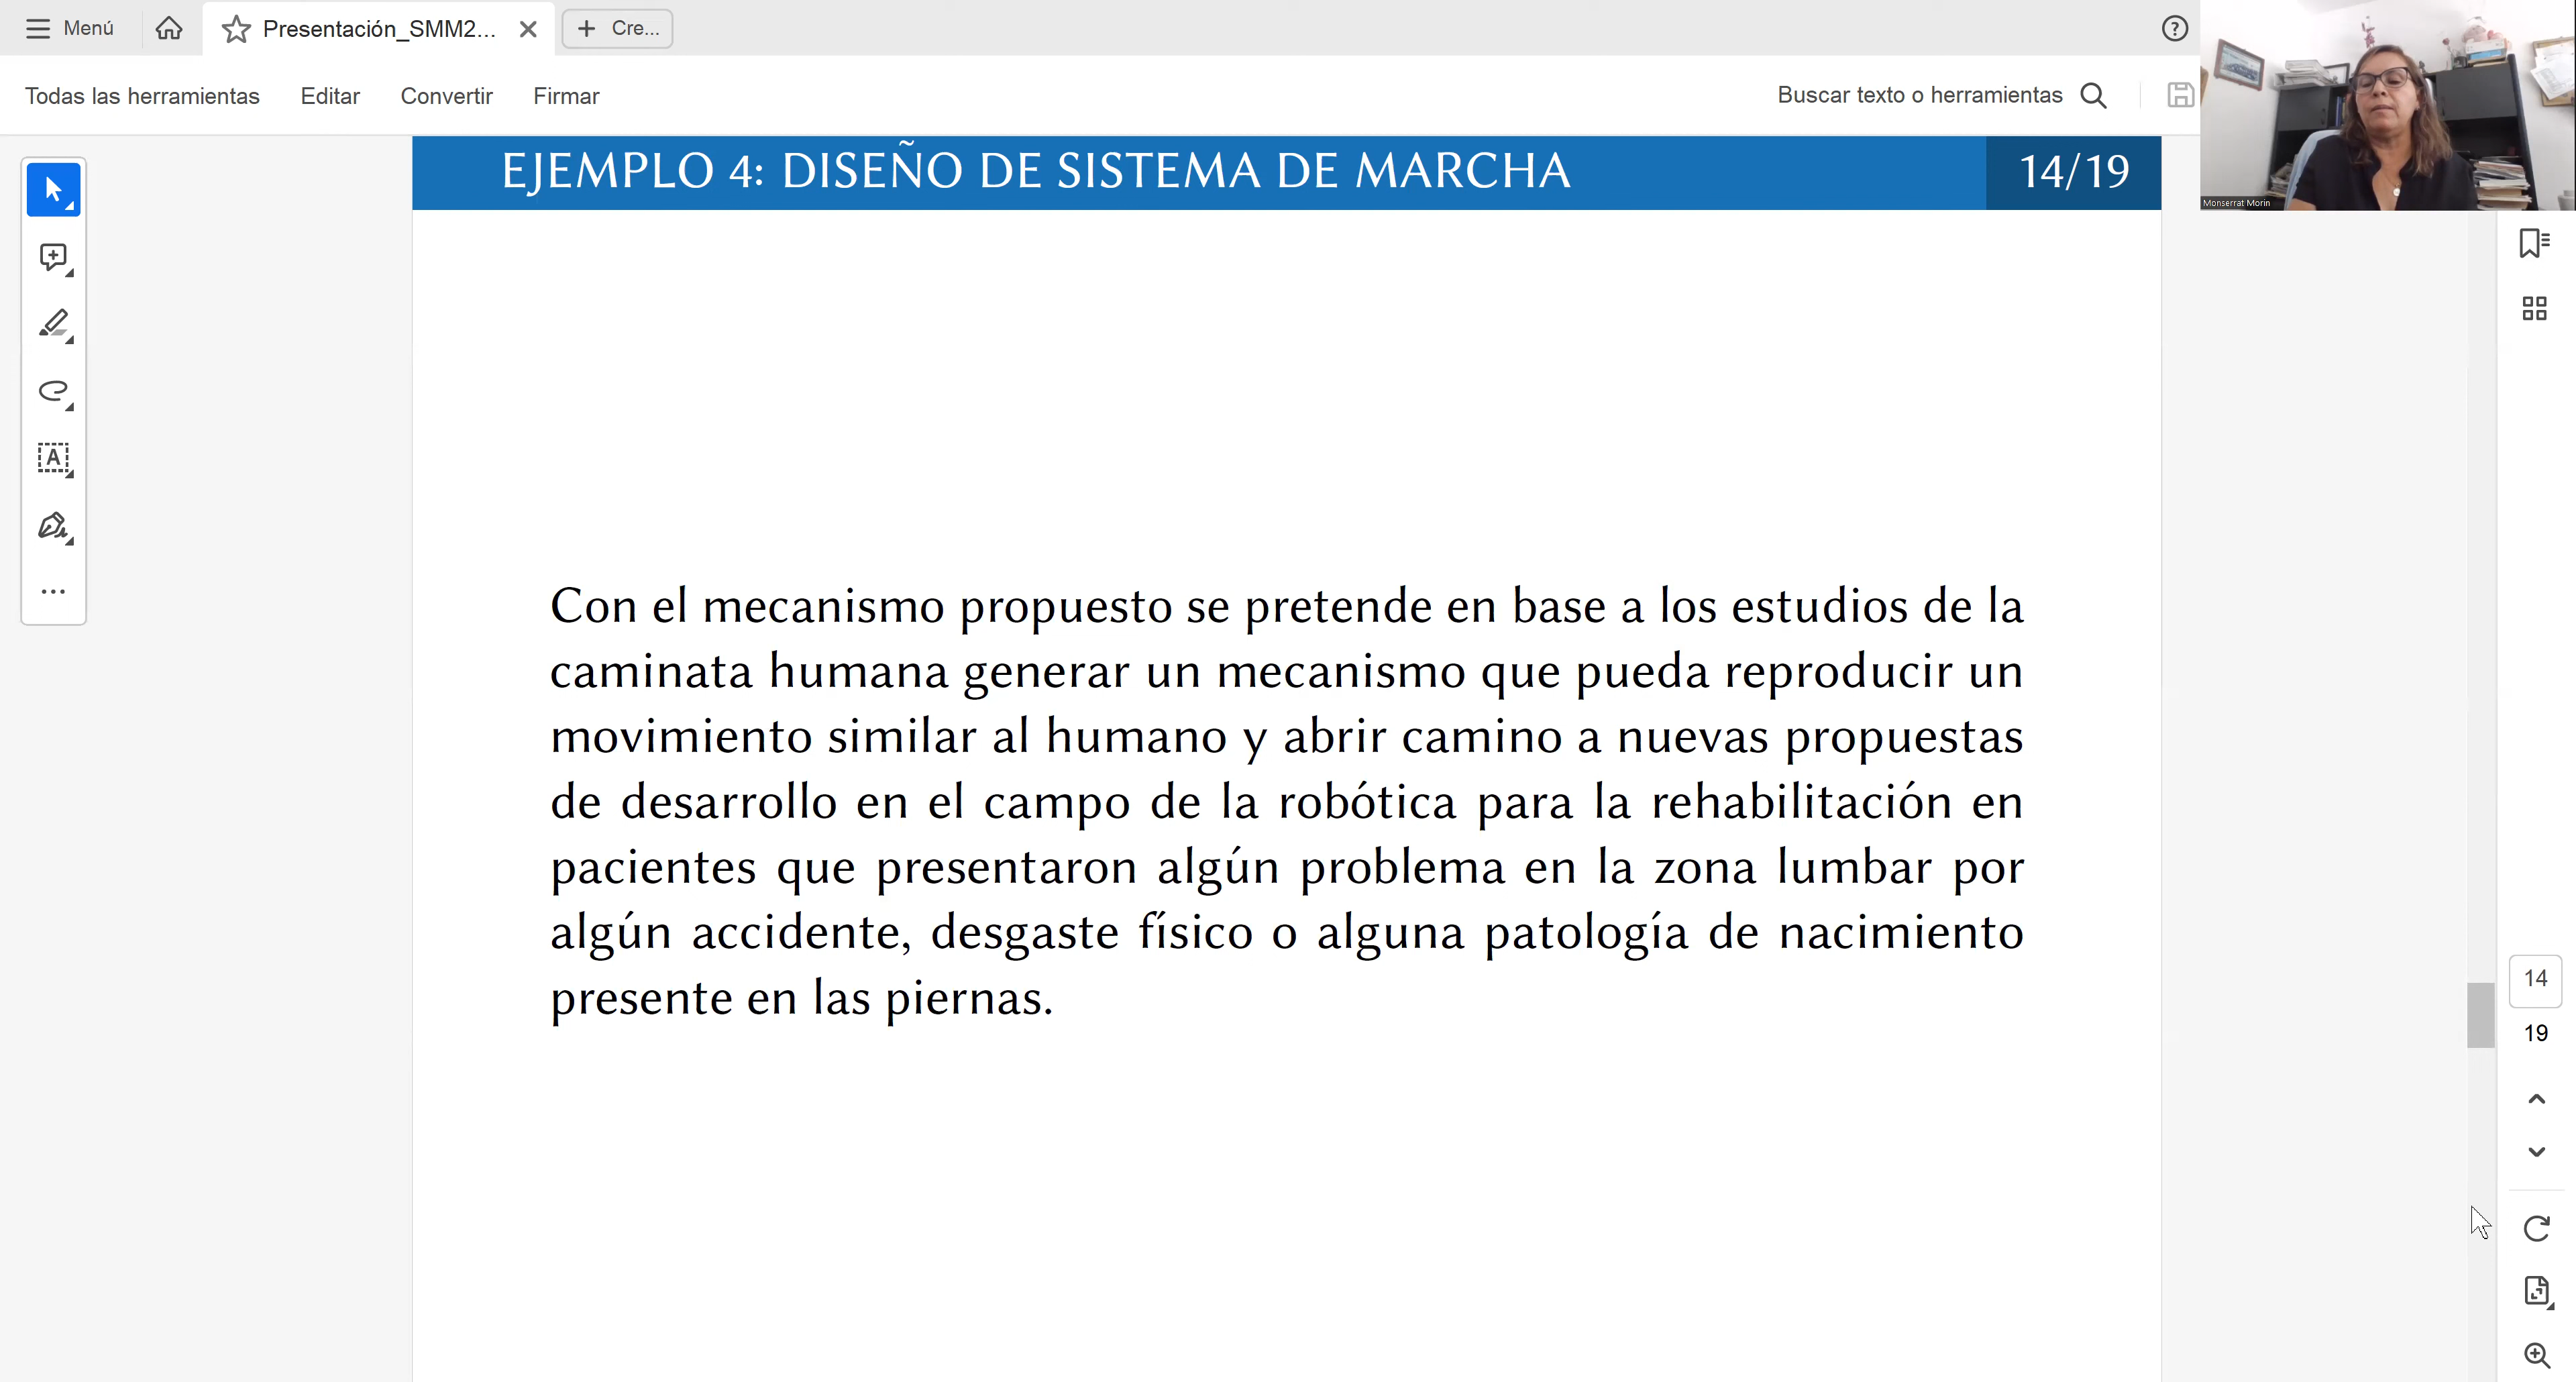 Menú
Presentación_SMM2...
Cre...
Todas las herramientas
Editar
Convertir
Firmar
Buscar texto o herramientas
Monserrat Morin
EJEMPLO 4: DISEÑO DE SISTEMA DE MARCHA
14/19
Con el mecanismo propuesto se pretende en base a los estudios de la
caminata humana generar un mecanismo que pueda reproducir un
movimiento similar al humano y abrir camino a nuevas propuestas
de desarrollo en el campo de la robótica para la rehabilitación en
pacientes que presentaron algún problema en la zona lumbar por
algún accidente, desgaste físico o alguna patología de nacimiento
presente en las piernas.
14
19